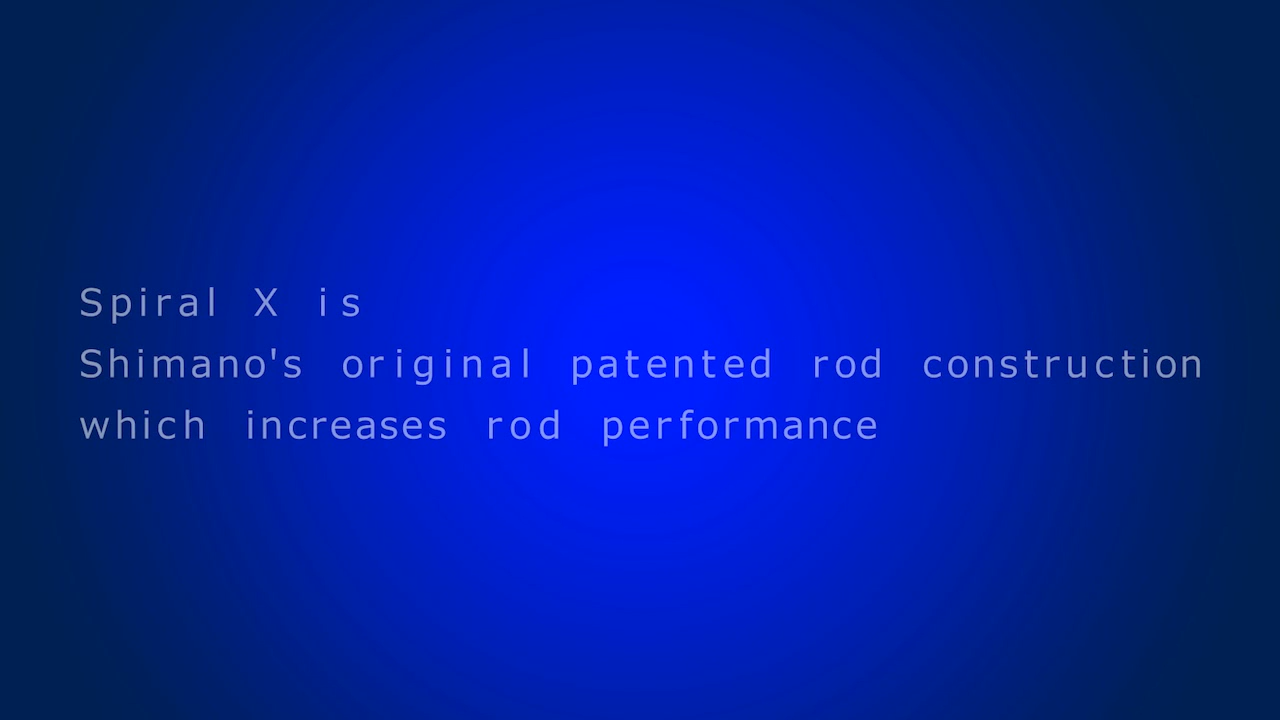 Spiral X is
Shimano's original patented rod construction
which increases rod performance